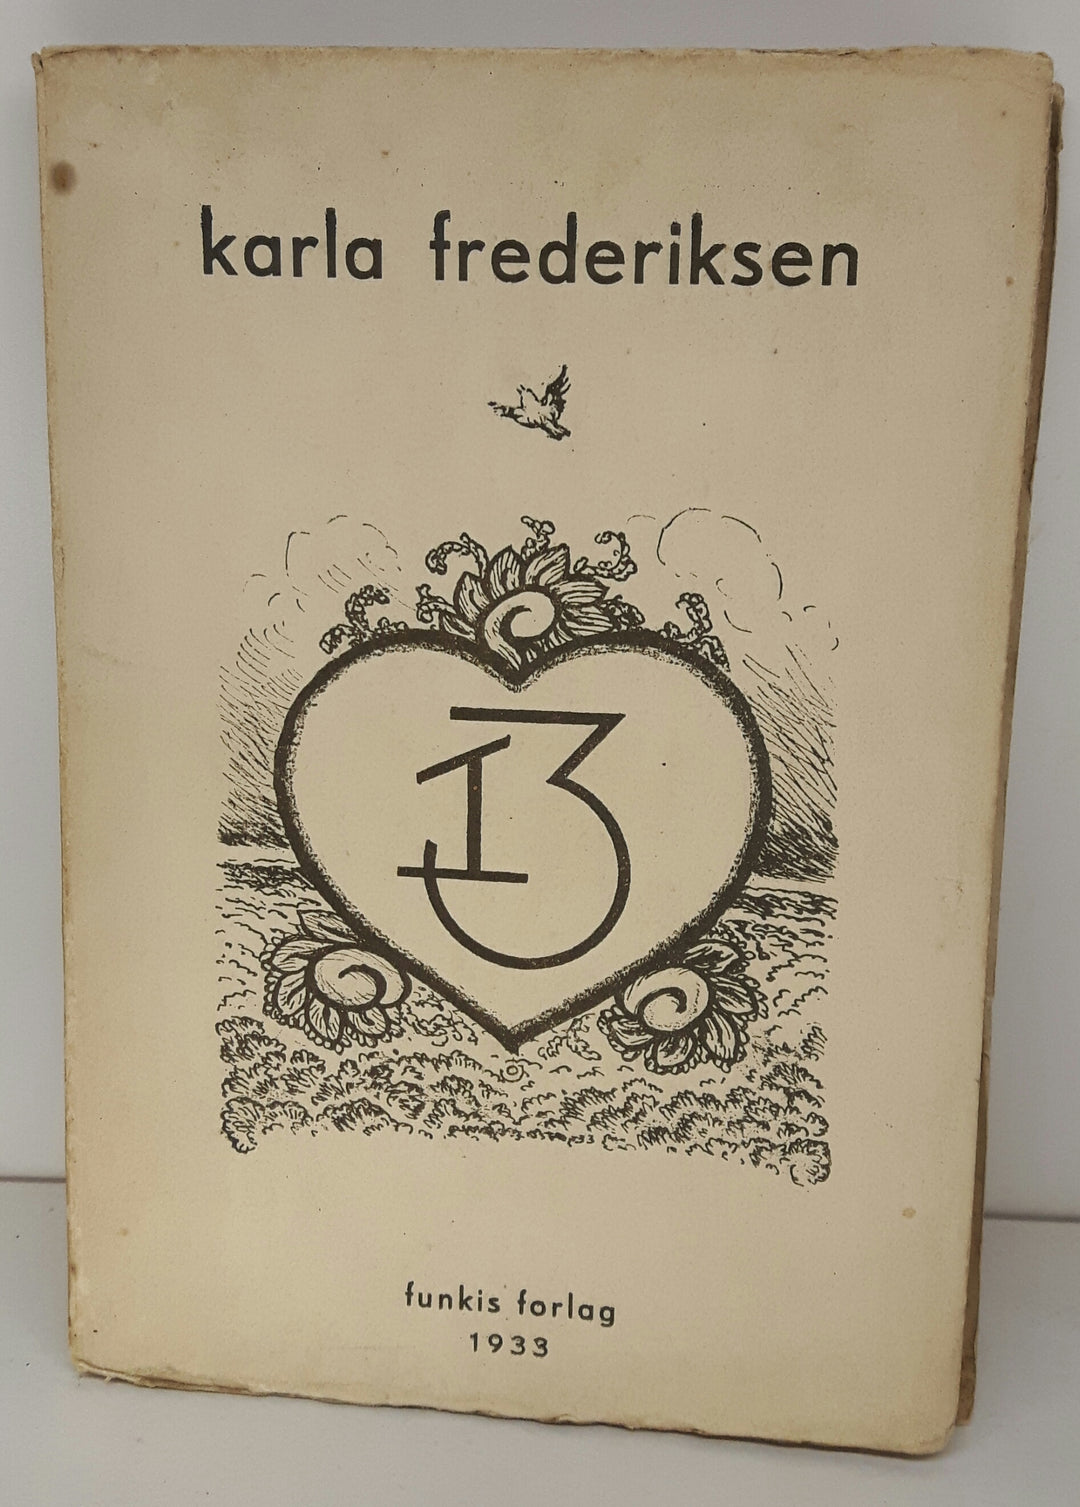 karla frederiksen
13
funkis forlag
1933